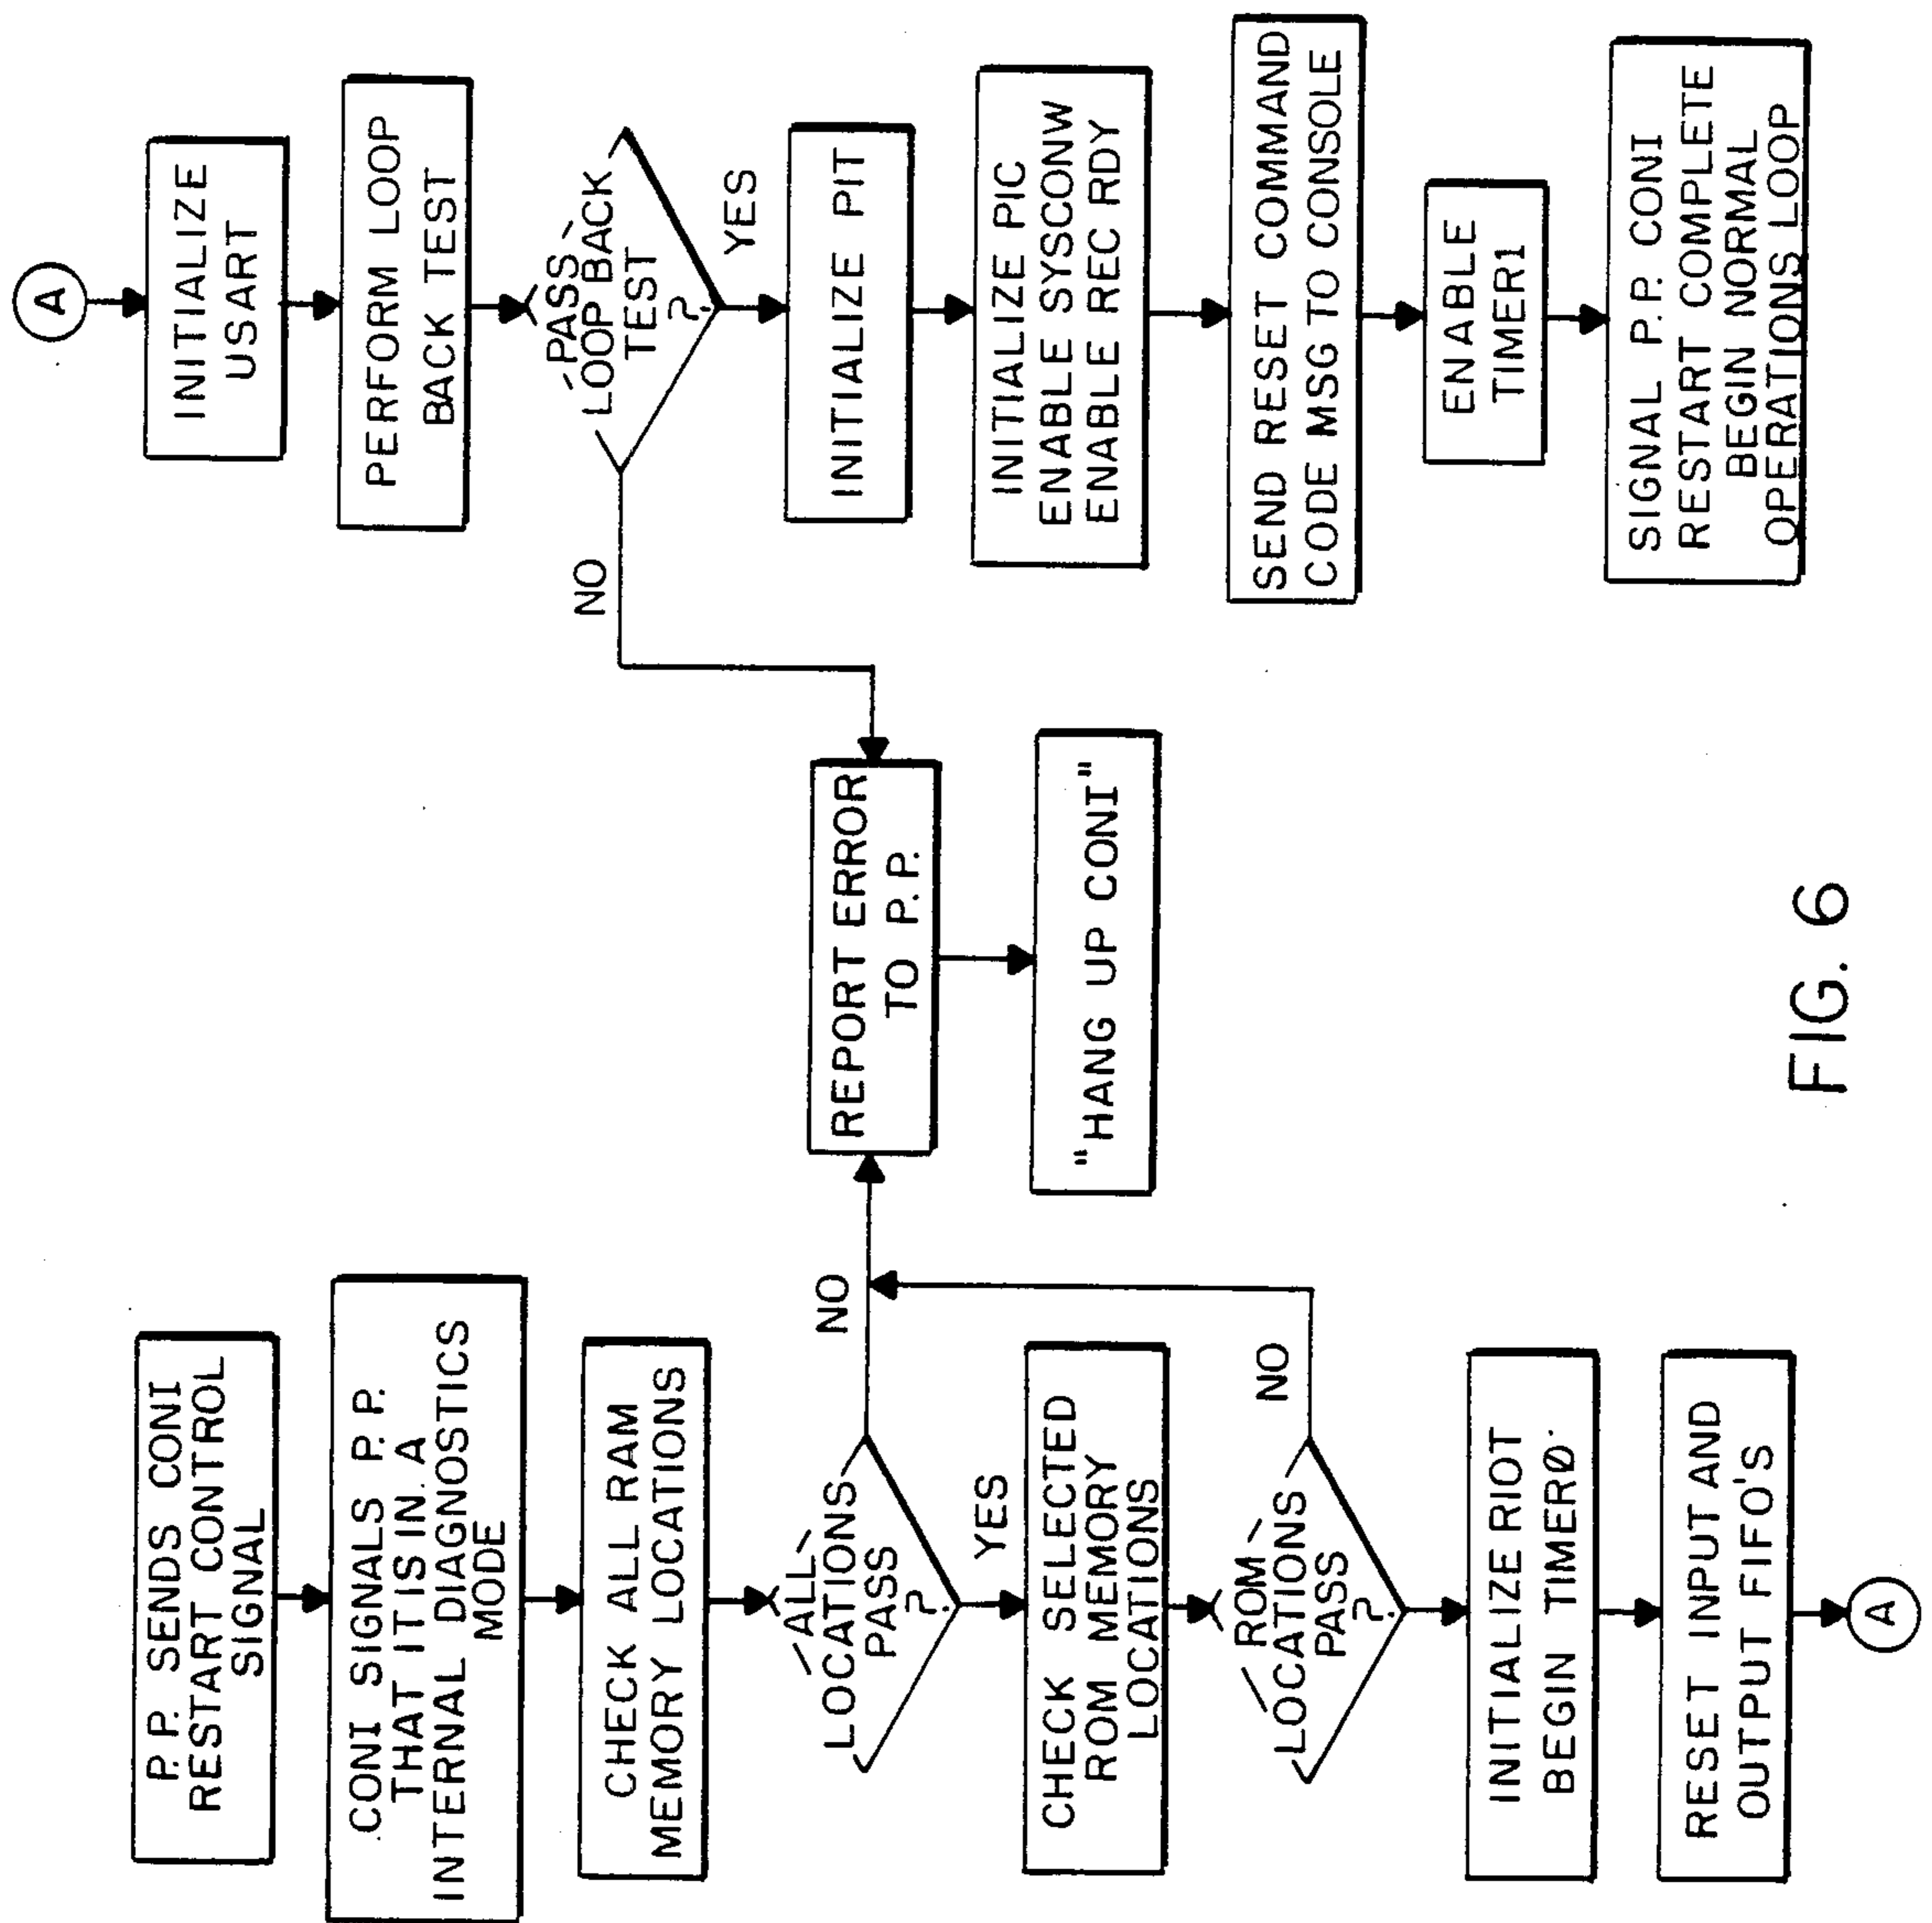 P.P. SENDS CONI
RESTART CONTROL
SIGNAL
CONI SIGNALS P.P.
THAT IT IS IN A
INTERNAL DIAGNOSTICS
MODE
CHECK ALL RAM
MEMORY LOCATIONS
ALL
LOCATIONS
PASS
?
NO
YES
CHECK SELECTED
ROM MEMORY
LOCATIONS
ROM
LOCATIONS
PASS
?
NO
INITIALIZE RIOT
BEGIN TIMERØ
RESET INPUT AND
OUTPUT FIFO'S
A
REPORT ERROR
TO P.P.
"HANG UP CONI"
A
INITIALIZE
USART
PERFORM LOOP
BACK TEST
PASS
LOOP BACK
TEST
?
NO
YES
INITIALIZE PIT
INITIALIZE PIC
ENABLE SYSCONW
ENABLE REC RDY
SEND RESET COMMAND
CODE MSG TO CONSOLE
ENABLE
TIMER1
SIGNAL P.P. CONI
RESTART COMPLETE
BEGIN NORMAL
OPERATIONS LOOP
FIG. 6